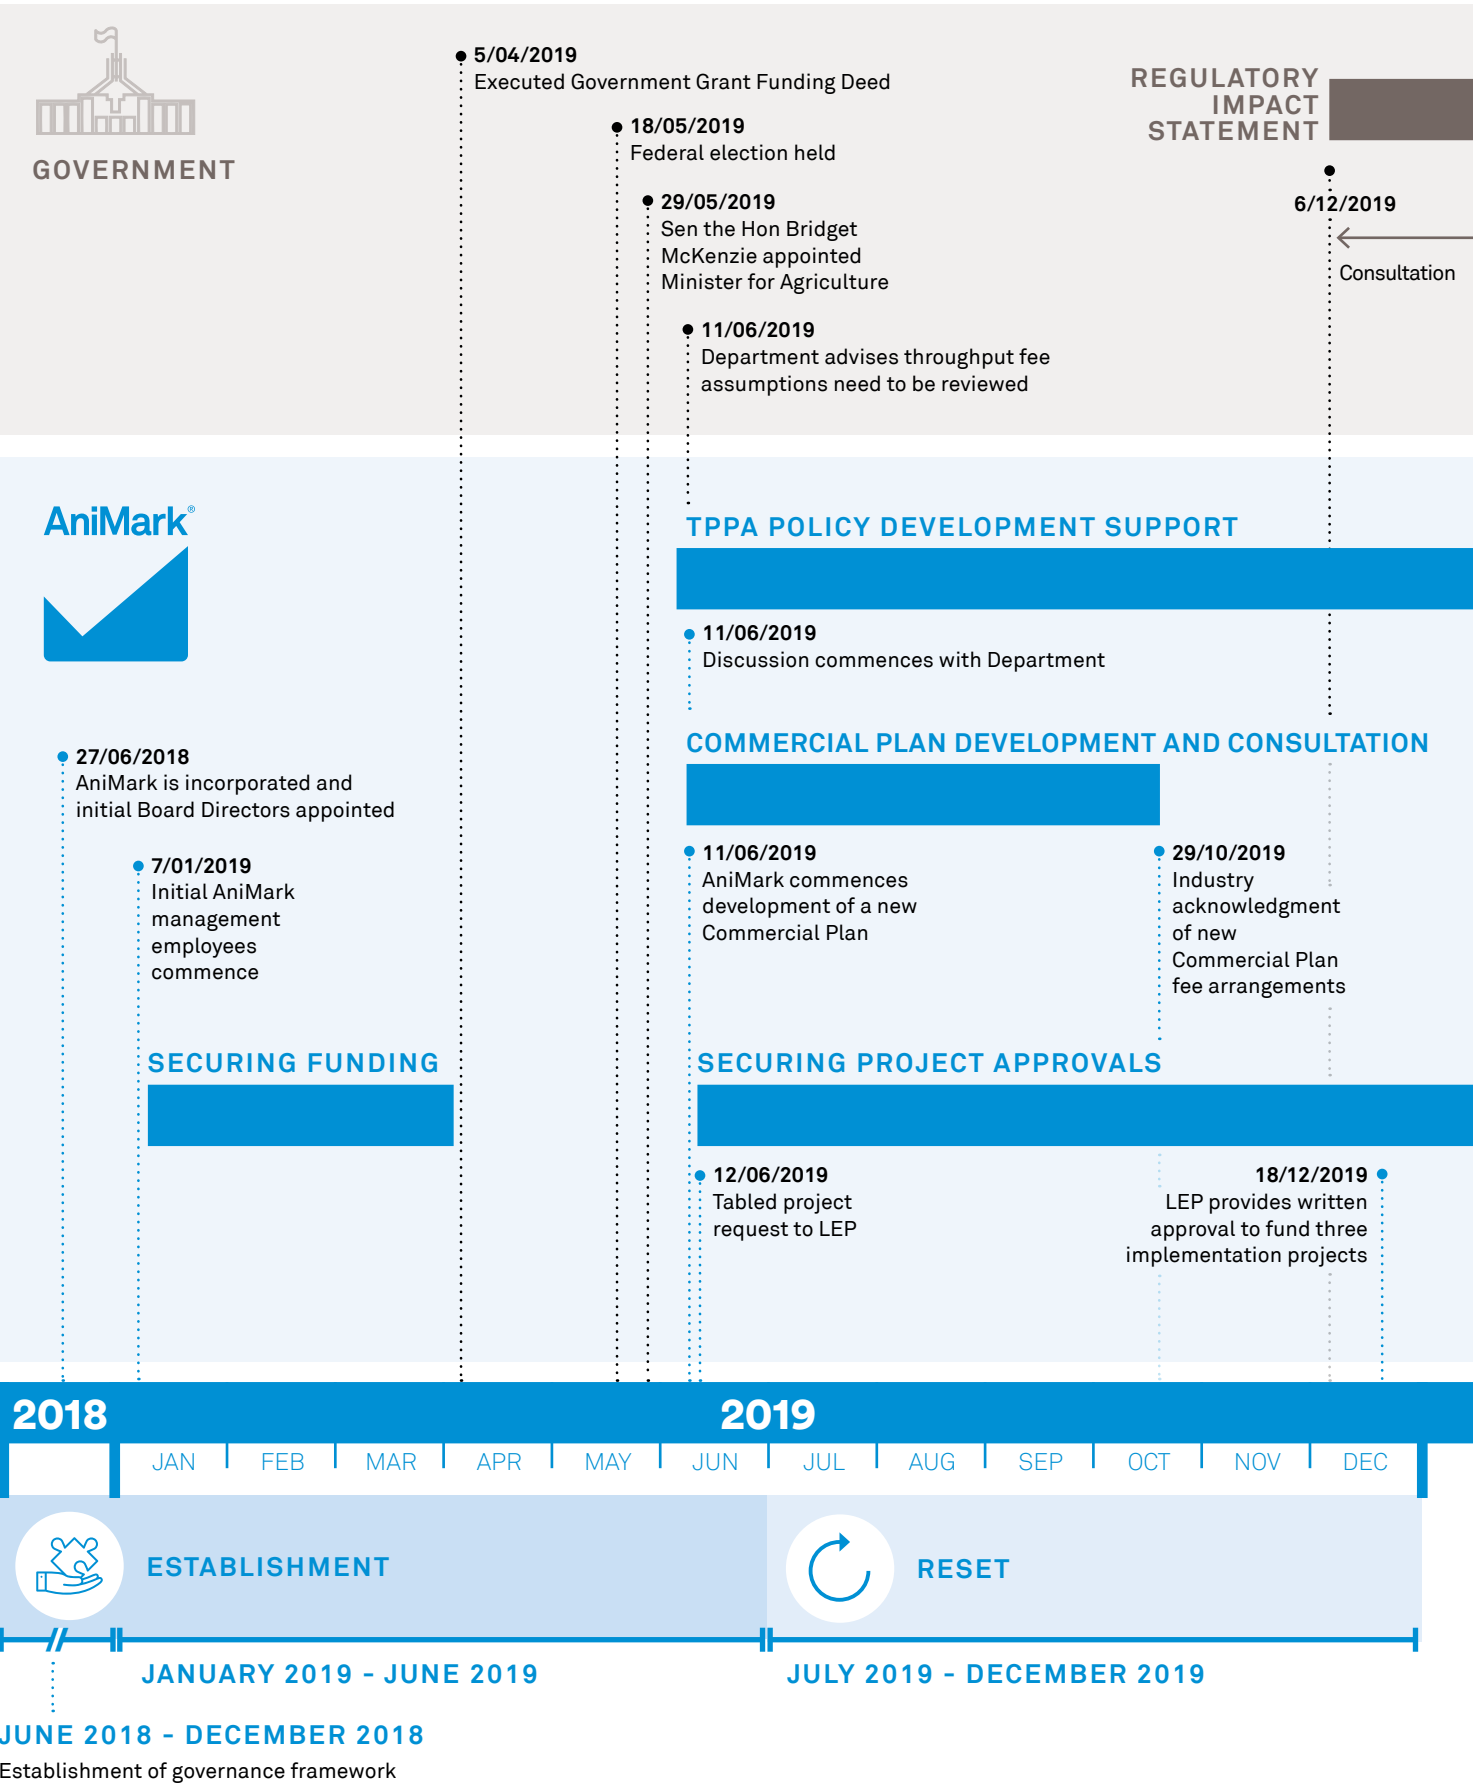 GOVERNMENT
5/04/2019
Executed Government Grant Funding Deed
18/05/2019
Federal election held
29/05/2019
Sen the Hon Bridget
McKenzie appointed
Minister for Agriculture
11/06/2019
Department advises throughput fee
assumptions need to be reviewed
REGULATORY
IMPACT
STATEMENT
6/12/2019
Consultation
AniMark®
TPPA POLICY DEVELOPMENT SUPPORT
11/06/2019
Discussion commences with Department
COMMERCIAL PLAN DEVELOPMENT AND CONSULTATION
27/06/2018
AniMark is incorporated and
initial Board Directors appointed
7/01/2019
Initial AniMark
management
employees
commence
11/06/2019
AniMark commences
development of a new
Commercial Plan
29/10/2019
Industry
acknowledgment
of new
Commercial Plan
fee arrangements
SECURING FUNDING
SECURING PROJECT APPROVALS
12/06/2019
Tabled project
request to LEP
18/12/2019
LEP provides written
approval to fund three
implementation projects
2018
2019
JAN FEB MAR APR MAY JUN JUL AUG SEP OCT NOV DEC
ESTABLISHMENT
RESET
JANUARY 2019 - JUNE 2019
JULY 2019 - DECEMBER 2019
JUNE 2018 - DECEMBER 2018
Establishment of governance framework